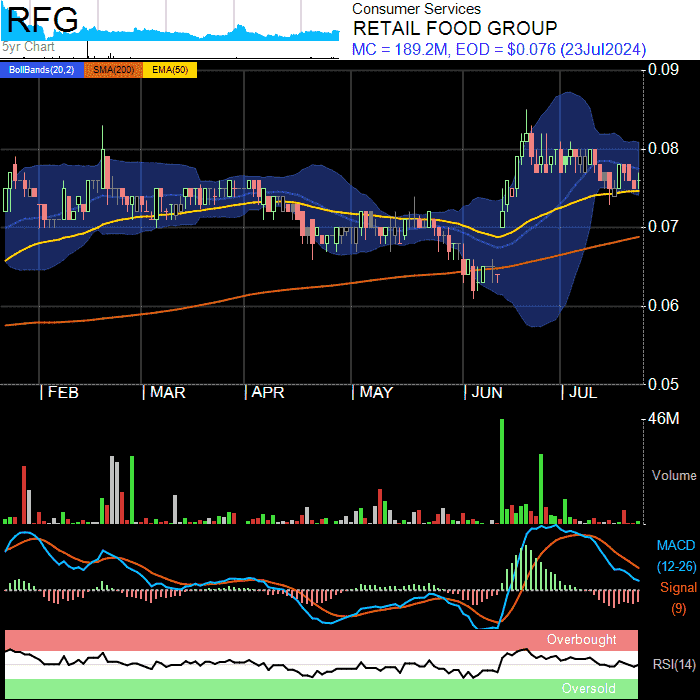 RFG
5yr Chart
Consumer Services
RETAIL FOOD GROUP
MC = 189.2M, EOD = $0.076 (23Jul2024)
BollBands(20,2) SMA(200) EMA(50)
0.09
0.08
0.07
0.06
0.05
FEB MAR APR MAY JUN JUL
46M
Volume
MACD
(12-26)
Signal
(9)
Overbought
RSI(14)
Oversold